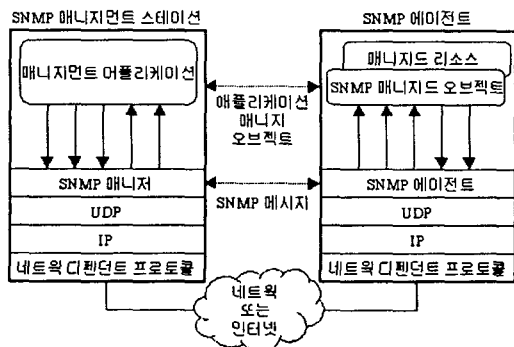 SNMP 매니지먼트 스테이션
매니지먼트 어플리케이션
SNMP 매니저
UDP
IP
네트웍 디펜던트 프로토콜
애플리케이션
매니지
오브젝트
SNMP 메시지
네트웍
또는
인터넷
SNMP 에이전트
매니지드 리소스
SNMP 매니지드 오브젝트
SNMP 에이전트
UDP
IP
네트웍 디펜던트 프로토콜